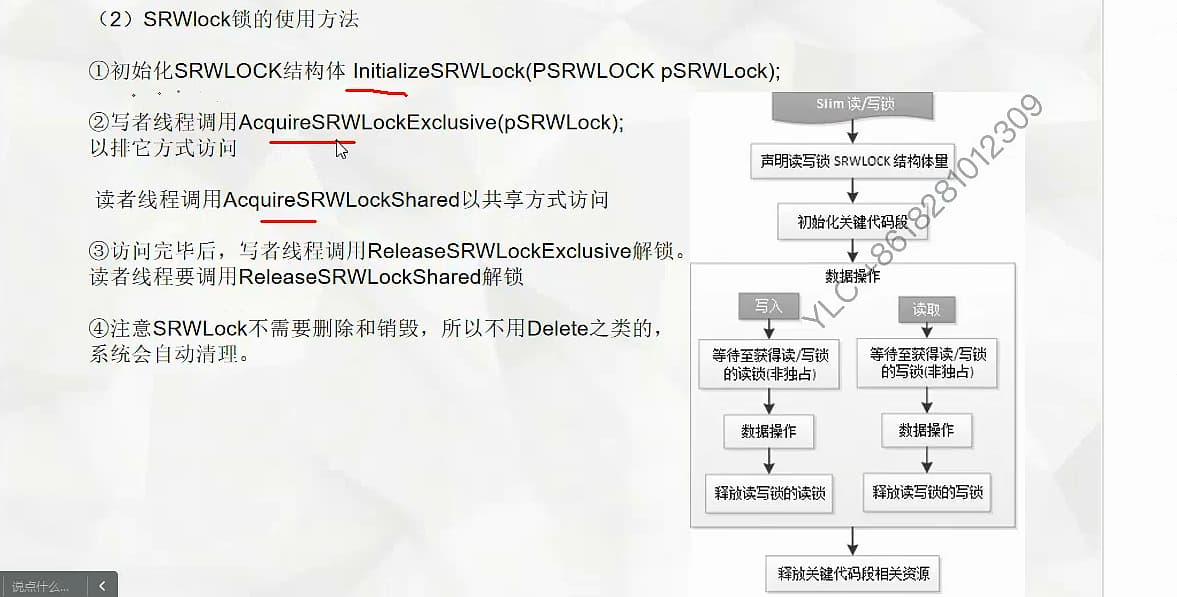 （2）SRWlock锁的使用方法
①初始化SRWLOCK结构体 InitializeSRWLock(PSRWLOCK pSRWLock);
②写者线程调用AcquireSRWLockExclusive(pSRWLock);
以排它方式访问
读者线程调用AcquireSRWLockShared以共享方式访问
③访问完毕后，写者线程调用ReleaseSRWLockExclusive解锁。
读者线程要调用ReleaseSRWLockShared解锁
④注意SRWLock不需要删除和销毁，所以不用Delete之类的，
系统会自动清理。
Slim 读/写锁
声明读写锁 SRWLOCK 结构体量
初始化关键代码段
数据操作
写入
等待至获得读/写锁
的读锁(非独占)
数据操作
释放读写锁的读锁
读取
等待至获得读/写锁
的写锁(非独占)
数据操作
释放读写锁的写锁
释放关键代码段相关资源
YLC +8618281012309
说点什么...